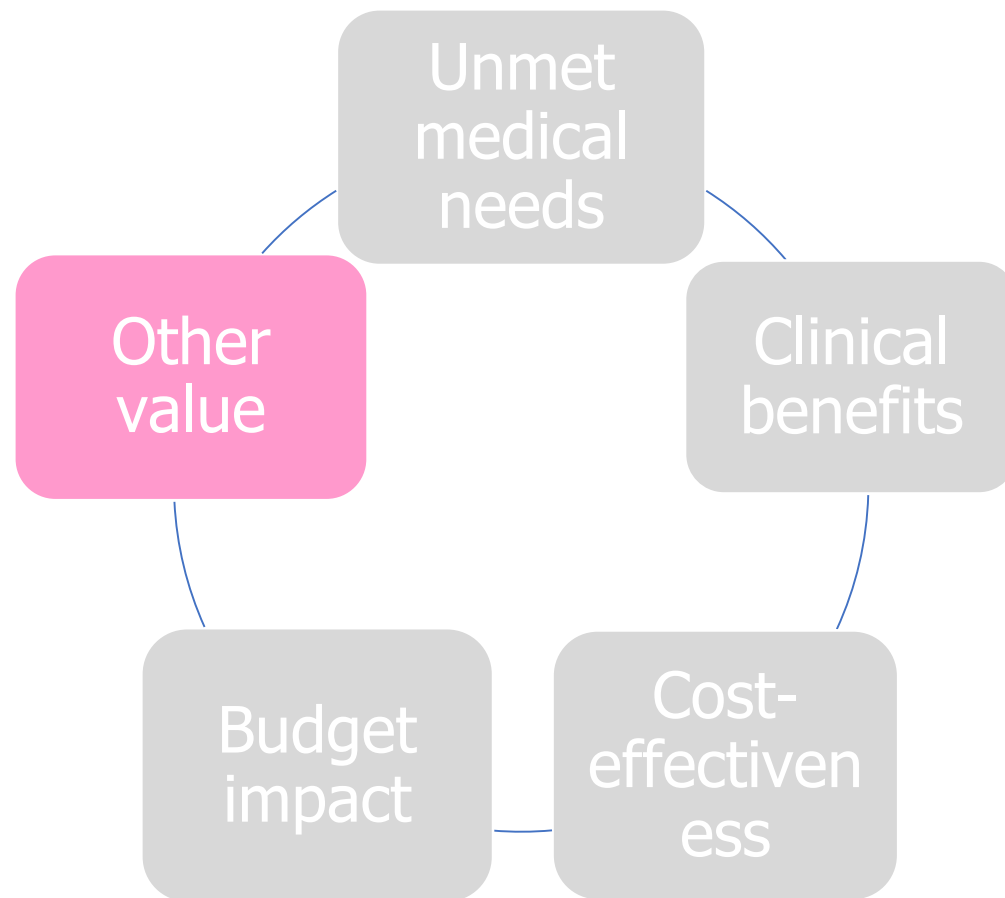 Unmet
medical
needs
Other
value
Clinical
benefits
Budget
impact
Cost-
effectiven
ess